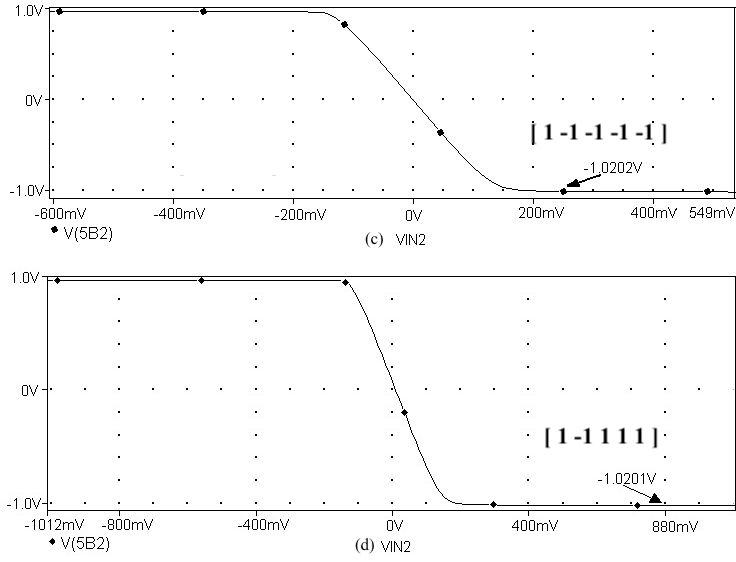 1.0V
0V
[ 1 -1 -1 -1 -1 ]
-1.0202V
-1.0V
-600mV -400mV -200mV 0V 200mV 400mV 549mV
V(5B2)
(c) VIN2
1.0V
0V
[ 1 -1 1 1 1 ]
-1.0201V
-1.0V
-1012mV -800mV -400mV 0V 400mV 880mV
V(5B2)
(d) VIN2